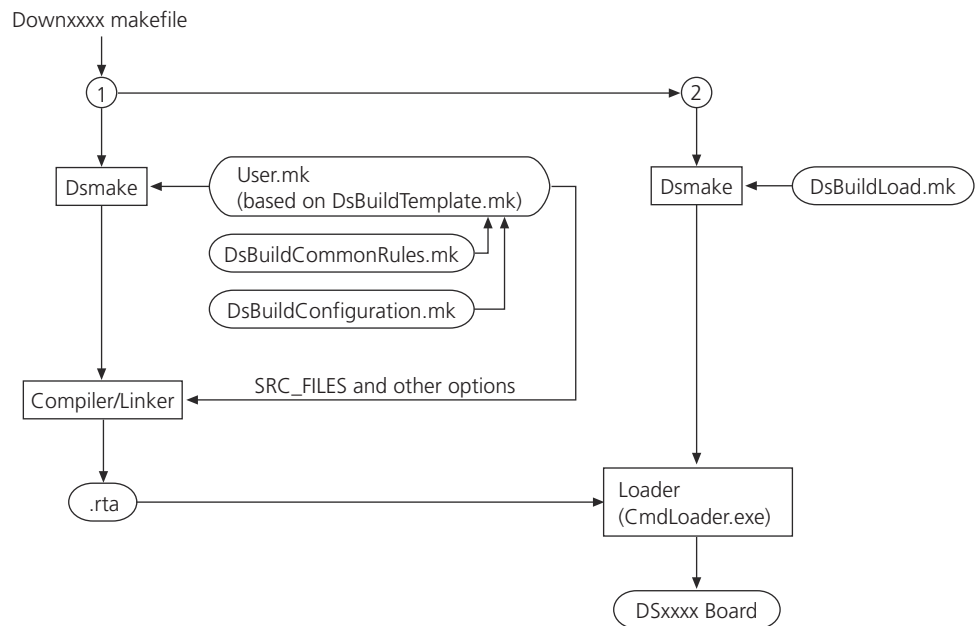 Downxxxx makefile
1
2
Dsmake
User.mk
(based on DsBuildTemplate.mk)
Dsmake
DsBuildLoad.mk
DsBuildCommonRules.mk
DsBuildConfiguration.mk
SRC_FILES and other options
Compiler/Linker
.rta
Loader
(CmdLoader.exe)
DSxxxx Board